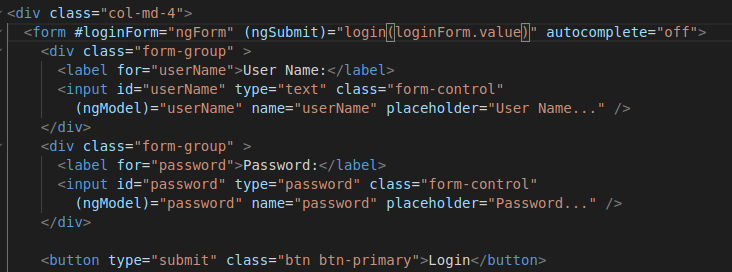 <div class="col-md-4">
<form #loginForm="ngForm" (ngSubmit)="login(loginForm.value)" autocomplete="off">
<div class="form-group" >
<label for="userName">User Name:</label>
<input id="userName" type="text" class="form-control"
(ngModel)="userName" name="userName" placeholder="User Name..." />
</div>
<div class="form-group" >
<label for="password">Password:</label>
<input id="password" type="password" class="form-control"
(ngModel)="password" name="password" placeholder="Password..." />
</div>
<button type="submit" class="btn btn-primary">Login</button>